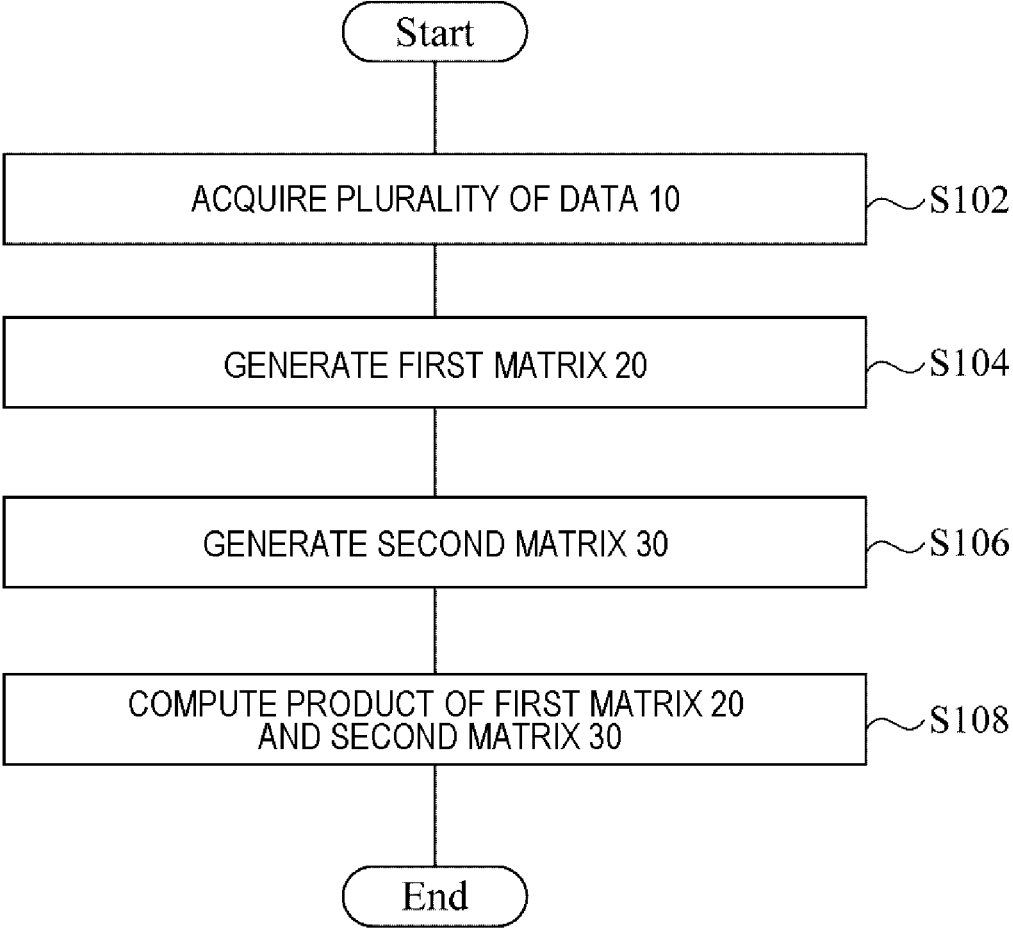 Start
ACQUIRE PLURALITY OF DATA 10
S102
GENERATE FIRST MATRIX 20
S104
GENERATE SECOND MATRIX 30
S106
COMPUTE PRODUCT OF FIRST MATRIX 20
AND SECOND MATRIX 30
S108
End